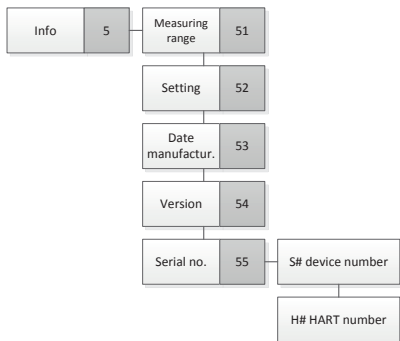 Info 5
Measuring
range
51
Setting 52
Date
manufactur.
53
Version 54
Serial no. 55
S# device number
H# HART number